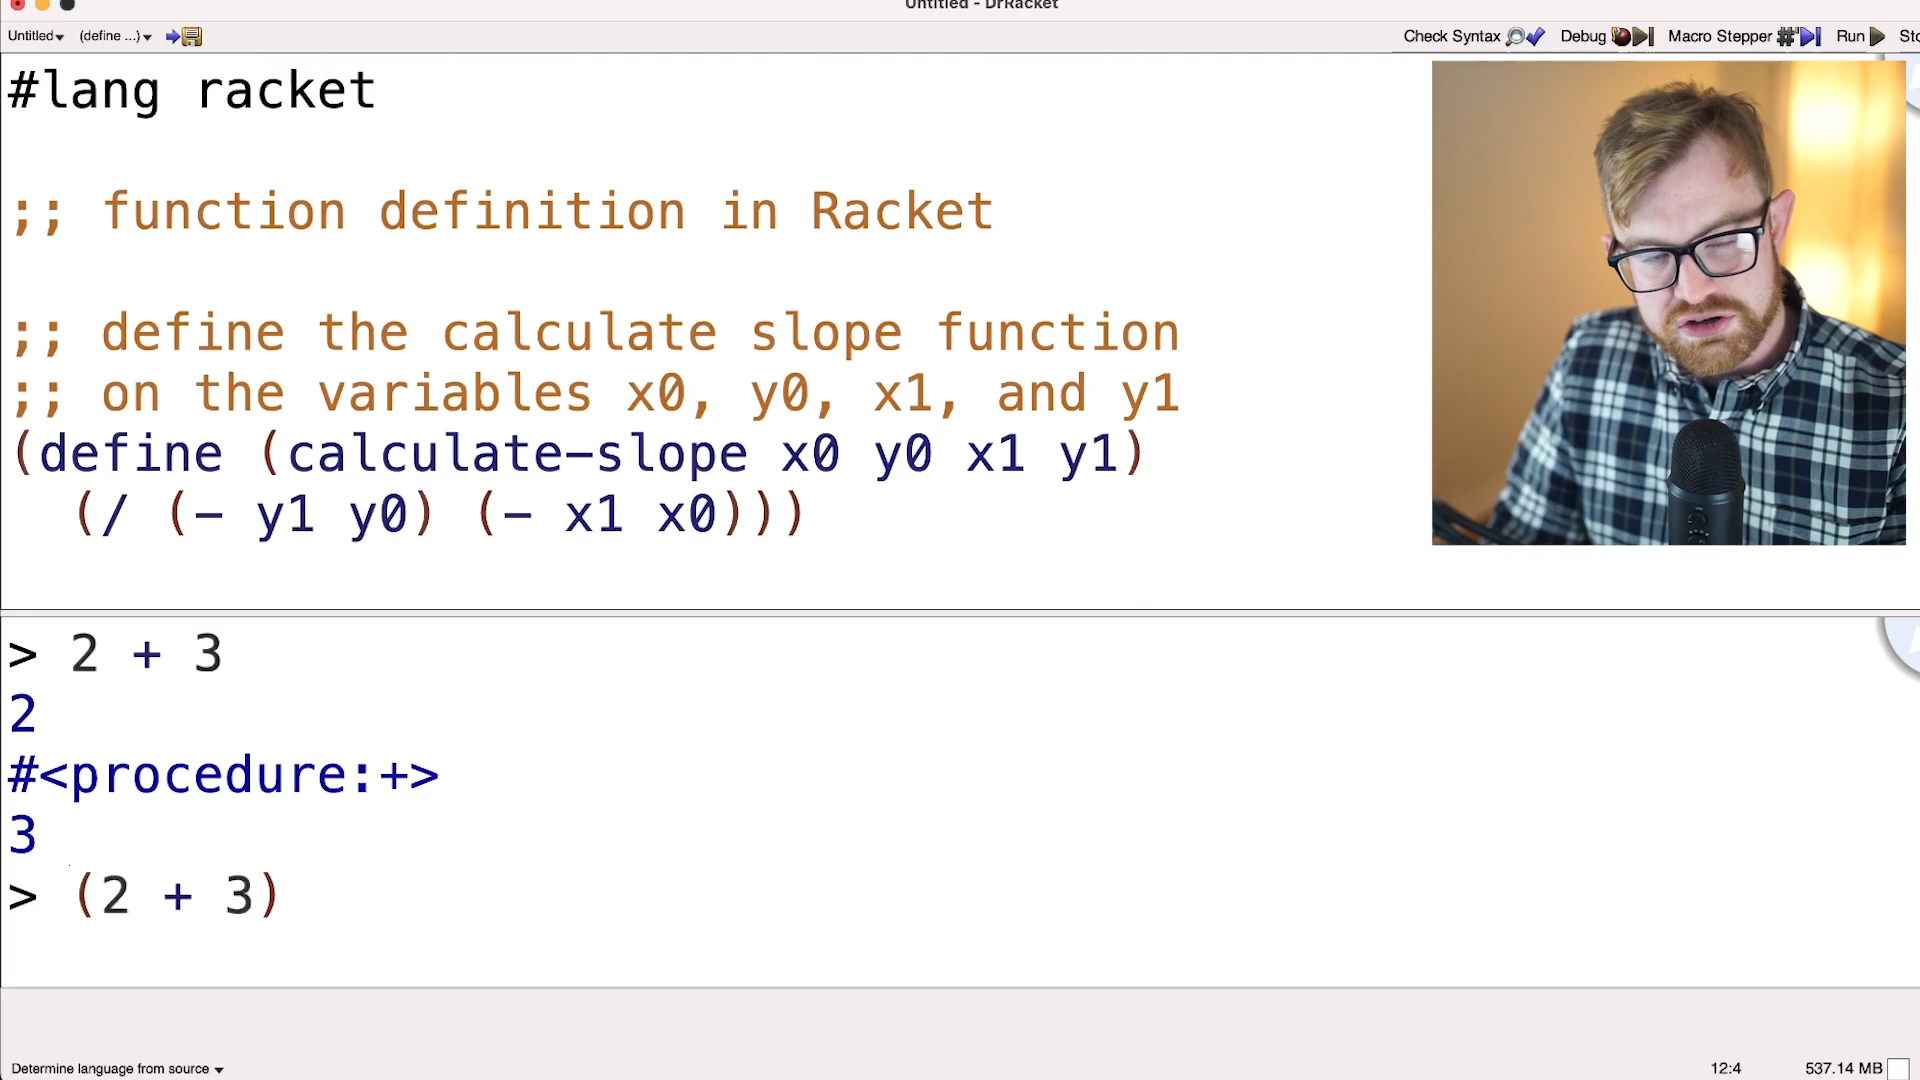 Untitled - DrRacket
Untitled (define ...) Check Syntax Debug Macro Stepper Run
#lang racket
;; function definition in Racket
;; define the calculate slope function
;; on the variables x0, y0, x1, and y1
(define (calculate-slope x0 y0 x1 y1)
(/ (- y1 y0) (- x1 x0)))
> 2 + 3
2
#<procedure:+>
3
> (2 + 3)
Determine language from source 12:4 537.14 MB